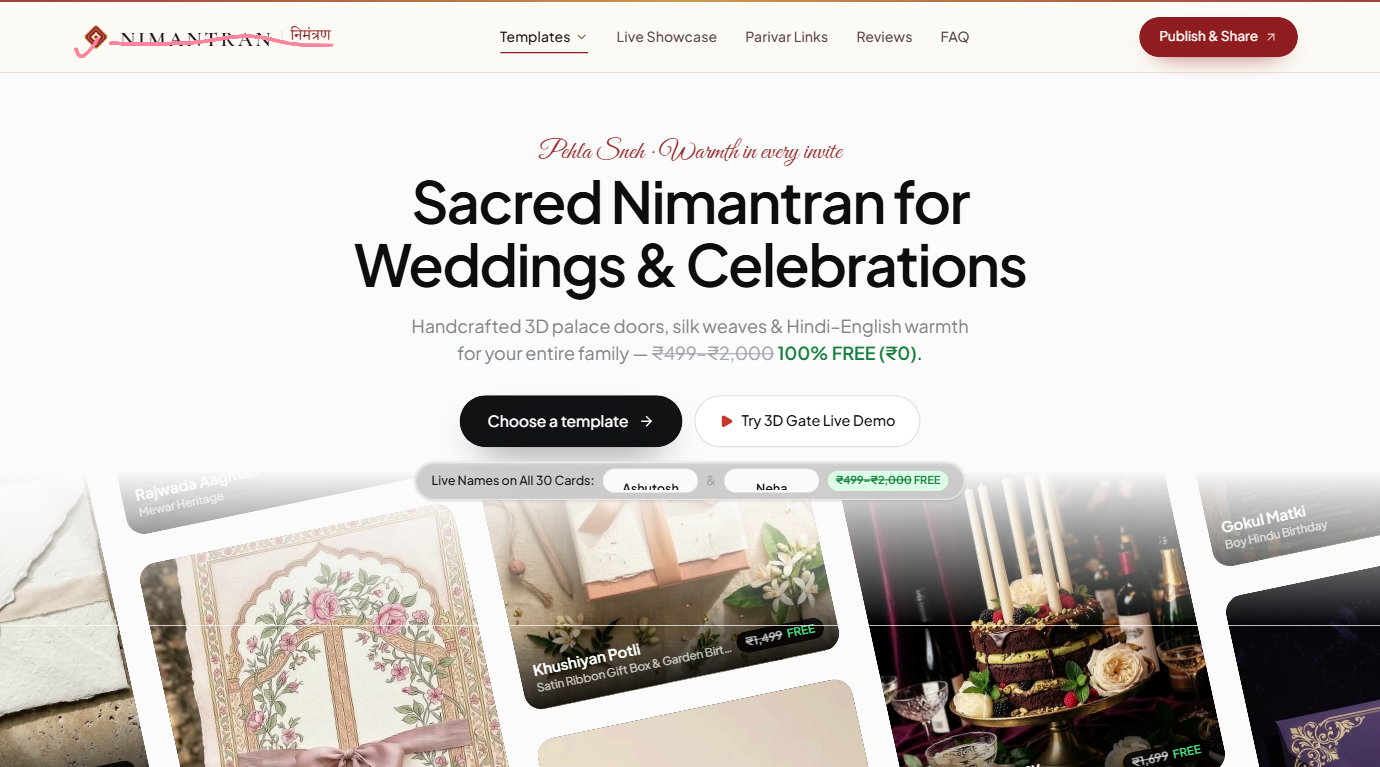 NIMANTRAN | निमंत्रण
Templates Live Showcase Parivar Links Reviews FAQ
Publish & Share
Pehla Sneh · Warmth in every invite
Sacred Nimantran for
Weddings & Celebrations
Handcrafted 3D palace doors, silk weaves & Hindi–English warmth
for your entire family — ₹499–₹2,000 100% FREE (₹0).
Choose a template →
Try 3D Gate Live Demo
Live Names on All 30 Cards: Ashutosh & Neha ₹499–₹2,000 FREE
Rajwada Aagman
Mewar Heritage
Gokul Matki
Boy Hindu Birthday
₹1,499 FREE
Khushiyan Potli
Satin Ribbon Gift Box & Garden Birt...
₹1,699 FREE